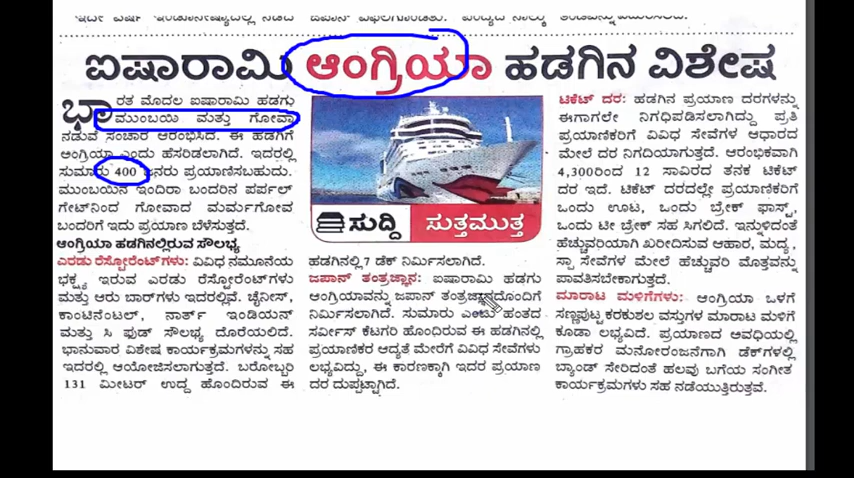 ಐಷಾರಾಮಿ ಆಂಗ್ರಿಯಾ ಹಡಗಿನ ವಿಶೇಷ
ಭಾರತ ಮೊದಲ ಐಷಾರಾಮಿ ಹಡಗು
ಮುಂಬಯಿ ಮತ್ತು ಗೋವಾ
ನಡುವೆ ಸಂಚಾರ ಆರಂಭಿಸಿದೆ. ಈ ಹಡಗಿಗೆ
ಅಂಗ್ರಿಯಾ ಎಂದು ಹೆಸರಿಡಲಾಗಿದೆ. ಇದರಲ್ಲಿ
ಸುಮಾರು 400 ಜನರು ಪ್ರಯಾಣಿಸಬಹುದು.
ಮುಂಬಯಿನ ಇಂದಿರಾ ಬಂದರಿನ ಪರ್ಪಲ್
ಗೇಟ್‌ನಿಂದ ಗೋವಾದ ಮರ್ಮಗೋವ
ಬಂದರಿಗೆ ಇದು ಪ್ರಯಾಣ ಬೆಳೆಸುತ್ತದೆ.
ಆಂಗ್ರಿಯಾ ಹಡಗಿನಲ್ಲಿರುವ ಸೌಲಭ್ಯ
ಎರಡು ರೆಸ್ಟೋರೆಂಟ್‌ಗಳು: ವಿವಿಧ ನಮೂನೆಯ
ಭಕ್ಷ್ಯ ಇರುವ ಎರಡು ರೆಸ್ಟೋರೆಂಟ್‌ಗಳು
ಮತ್ತು ಆರು ಬಾರ್‌ಗಳು ಇದರಲ್ಲಿವೆ. ಚೈನೀಸ್,
ಕಾಂಟಿನೆಂಟಲ್, ನಾರ್ತ್ ಇಂಡಿಯನ್
ಮತ್ತು ಸಿ ಫುಡ್ ಸೌಲಭ್ಯ ದೊರೆಯಲಿದೆ.
ಭಾನುವಾರ ವಿಶೇಷ ಕಾರ್ಯಕ್ರಮಗಳನ್ನು ಸಹ
ಇದರಲ್ಲಿ ಆಯೋಜಿಸಲಾಗುತ್ತದೆ. ಬರೋಬ್ಬರಿ
131 ಮೀಟರ್ ಉದ್ದ ಹೊಂದಿರುವ ಈ
ಸುದ್ದಿ ಸುತ್ತಮುತ್ತ
ಹಡಗಿನಲ್ಲಿ 7 ಡೆಕ್ ನಿರ್ಮಿಸಲಾಗಿದೆ.
ಜಪಾನ್ ತಂತ್ರಜ್ಞಾನ: ಐಷಾರಾಮಿ ಹಡಗು
ಆಂಗ್ರಿಯಾವನ್ನು ಜಪಾನ್ ತಂತ್ರಜ್ಞಾನದೊಂದಿಗೆ
ನಿರ್ಮಿಸಲಾಗಿದೆ. ಸುಮಾರು ಎಂಟು ಹಂತದ
ಸರ್ವೀಸ್ ಕೆಟಗರಿ ಹೊಂದಿರುವ ಈ ಹಡಗಿನಲ್ಲಿ
ಪ್ರಯಾಣಿಕರ ಆದ್ಯತೆ ಮೇರೆಗೆ ವಿವಿಧ ಸೇವೆಗಳು
ಲಭ್ಯವಿದ್ದು, ಈ ಕಾರಣಕ್ಕಾಗಿ ಇದರ ಪ್ರಯಾಣ
ದರ ದುಪ್ಪಟ್ಟಾಗಿದೆ.
ಟಿಕೆಟ್ ದರ: ಹಡಗಿನ ಪ್ರಯಾಣ ದರಗಳನ್ನು
ಈಗಾಗಲೇ ನಿಗಧಿಪಡಿಸಲಾಗಿದ್ದು ಪ್ರತಿ
ಪ್ರಯಾಣಿಕರಿಗೆ ವಿವಿಧ ಸೇವೆಗಳ ಆಧಾರದ
ಮೇಲೆ ದರ ನಿಗದಿಯಾಗುತ್ತದೆ. ಆರಂಭಿಕವಾಗಿ
4,300ರಿಂದ 12 ಸಾವಿರದ ತನಕ ಟಿಕೆಟ್
ದರ ಇದೆ. ಟಿಕೆಟ್ ದರದಲ್ಲೇ ಪ್ರಯಾಣಿಕರಿಗೆ
ಒಂದು ಊಟ, ಒಂದು ಬ್ರೇಕ್ ಫಾಸ್ಟ್,
ಒಂದು ಟೀ ಬ್ರೇಕ್ ಸಹ ಸಿಗಲಿದೆ. ಇನ್ನುಳಿದಂತೆ
ಹೆಚ್ಚುವರಿಯಾಗಿ ಖರೀದಿಸುವ ಆಹಾರ, ಮದ್ಯ,
ಸ್ಪಾ ಸೇವೆಗಳ ಮೇಲೆ ಹೆಚ್ಚುವರಿ ಮೊತ್ತವನ್ನು
ಪಾವತಿಸಬೇಕಾಗುತ್ತದೆ.
ಮಾರಾಟ ಮಳಿಗೆಗಳು: ಆಂಗ್ರಿಯಾ ಒಳಗೆ
ಸಣ್ಣಪುಟ್ಟ ಕರಕುಶಲ ವಸ್ತುಗಳ ಮಾರಾಟ ಮಳಿಗೆ
ಕೂಡಾ ಲಭ್ಯವಿದೆ. ಪ್ರಯಾಣದ ಅವಧಿಯಲ್ಲಿ
ಗ್ರಾಹಕರ ಮನೋರಂಜನೆಗಾಗಿ ಡೆಕ್‌ಗಳಲ್ಲಿ
ಬ್ಯಾಂಡ್ ಸೇರಿದಂತೆ ಹಲವು ಬಗೆಯ ಸಂಗೀತ
ಕಾರ್ಯಕ್ರಮಗಳು ಸಹ ನಡೆಯುತ್ತಿರುತ್ತವೆ.